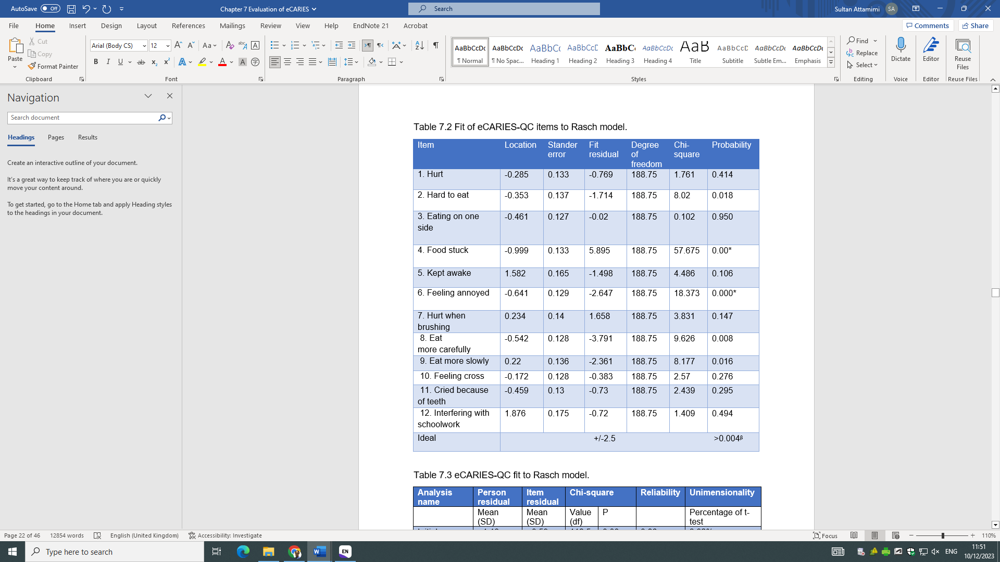 AutoSave Off Chapter 7 Evaluation of eCARIES Search Sultan Attamimi SA
File Home Insert Design Layout References Mailings Review View Help EndNote 21 Acrobat Comments Share
Paste
Cut
Copy
Format Painter
Clipboard
Arial (Body CS) 12
Font
Paragraph
AaBbCcDc AaBbCcDc AaBbCc AaBbCcD AaBbCc AaBbCcDc AaB AaBbCcD AaBbCcDc AaBbCcDc
¶ Normal ¶ No Spac... Heading 1 Heading 2 Heading 3 Heading 4 Title Subtitle Subtle Em... Emphasis
Styles
Find
Replace
Select
Editing
Dictate
Voice
Editor
Editor
Reuse Files
Reuse Files
Navigation
Search document
Headings Pages Results
Create an interactive outline of your document.
It's a great way to keep track of where you are or quickly
move your content around.
To get started, go to the Home tab and apply Heading styles
to the headings in your document.
Table 7.2 Fit of eCARIES-QC items to Rasch model.
Item Location Stander error Fit residual Degree of freedom Chi-square Probability
1. Hurt -0.285 0.133 -0.769 188.75 1.761 0.414
2. Hard to eat -0.353 0.137 -1.714 188.75 8.02 0.018
3. Eating on one side -0.461 0.127 -0.02 188.75 0.102 0.950
4. Food stuck -0.999 0.133 5.895 188.75 57.675 0.00*
5. Kept awake 1.582 0.165 -1.498 188.75 4.486 0.106
6. Feeling annoyed -0.641 0.129 -2.647 188.75 18.373 0.000*
7. Hurt when brushing 0.234 0.14 1.658 188.75 3.831 0.147
8. Eat more carefully -0.542 0.128 -3.791 188.75 9.626 0.008
9. Eat more slowly 0.22 0.136 -2.361 188.75 8.177 0.016
10. Feeling cross -0.172 0.128 -0.383 188.75 2.57 0.276
11. Cried because of teeth -0.459 0.13 -0.73 188.75 2.439 0.295
12. Interfering with schoolwork 1.876 0.175 -0.72 188.75 1.409 0.494
Ideal +/-2.5 >0.004ᵝ
Table 7.3 eCARIES-QC fit to Rasch model.
Analysis name Person residual Item residual Chi-square Reliability Unimensionality
Mean (SD) Mean (SD) Value (df) P Percentage of t-test
Page 22 of 46 12854 words English (United Kingdom) Accessibility: Investigate Focus 110%
Type here to search EN ENG 11:51
10/12/2023